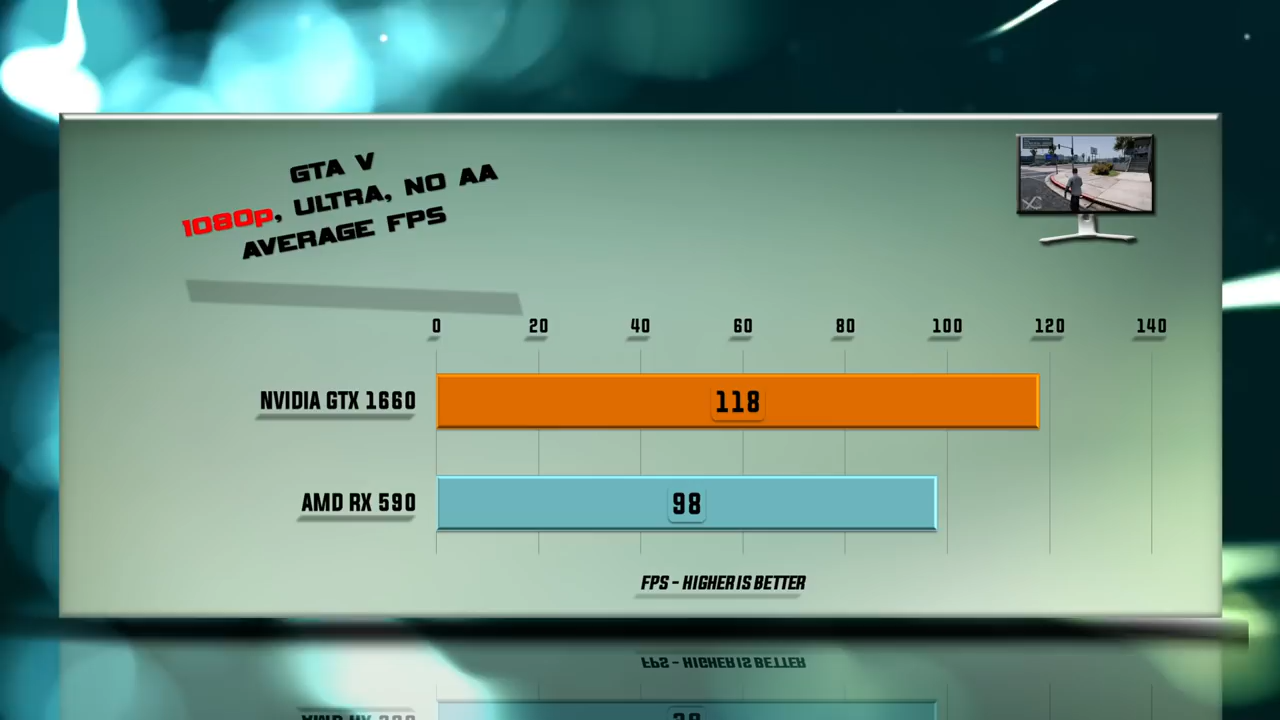 GTA V
1080p, ULTRA, NO AA
AVERAGE FPS
0 20 40 60 80 100 120 140
NVIDIA GTX 1660 118
AMD RX 590 98
FPS - HIGHER IS BETTER